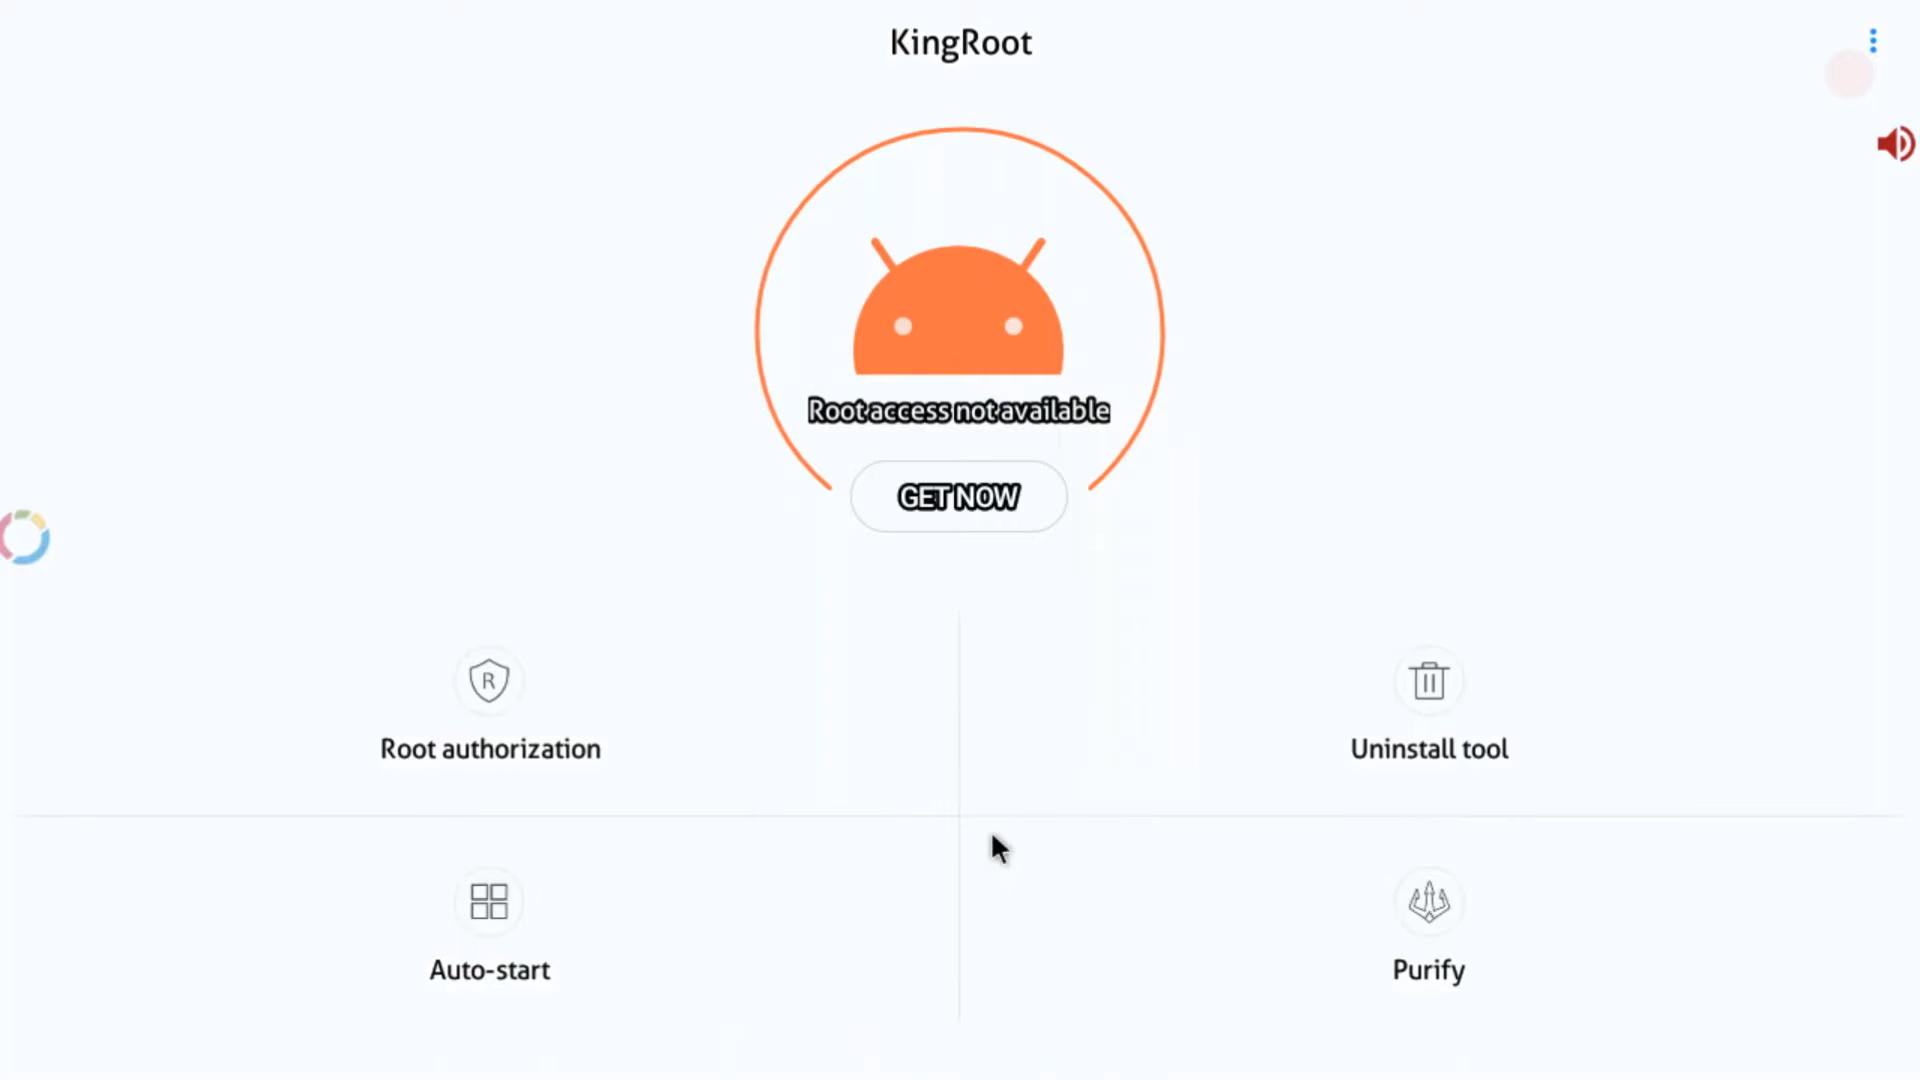 KingRoot
Root access not available
GET NOW
R
Root authorization
Uninstall tool
Auto-start
Purify